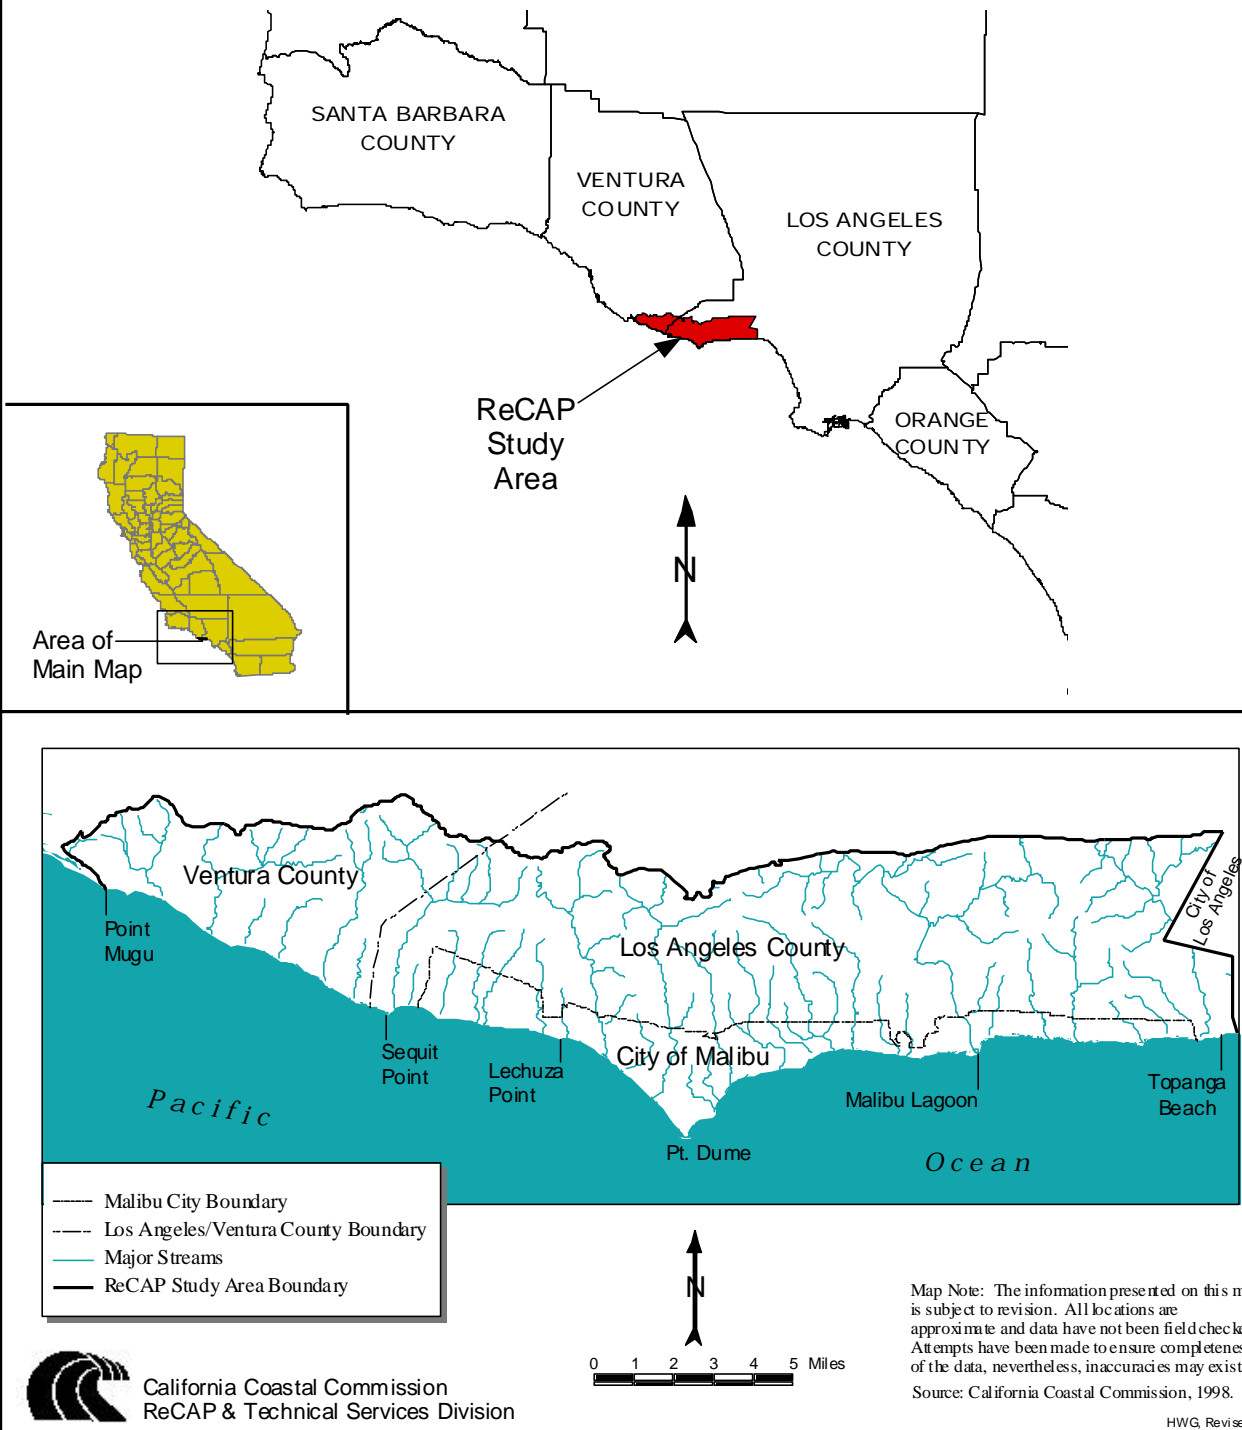 SANTA BARBARA
COUNTY
VENTURA
COUNTY
LOS ANGELES
COUNTY
ReCAP
Study
Area
ORANGE
COUNTY
N
Area of
Main Map
Ventura County
Point
Mugu
Los Angeles County
City of
Los Angeles
Sequit
Point
Lechuza
Point
City of Malibu
Malibu Lagoon
Topanga
Beach
Pt. Dume
Pacific
Ocean
Malibu City Boundary
Los Angeles/Ventura County Boundary
Major Streams
ReCAP Study Area Boundary
N
0 1 2 3 4 5 Miles
California Coastal Commission
ReCAP & Technical Services Division
Map Note: The information presented on this m
is subject to revision. All locations are
approximate and data have not been field checke
Attempts have been made to ensure completenes
of the data, nevertheless, inaccuracies may exist
Source: California Coastal Commission, 1998.
HWG, Revise